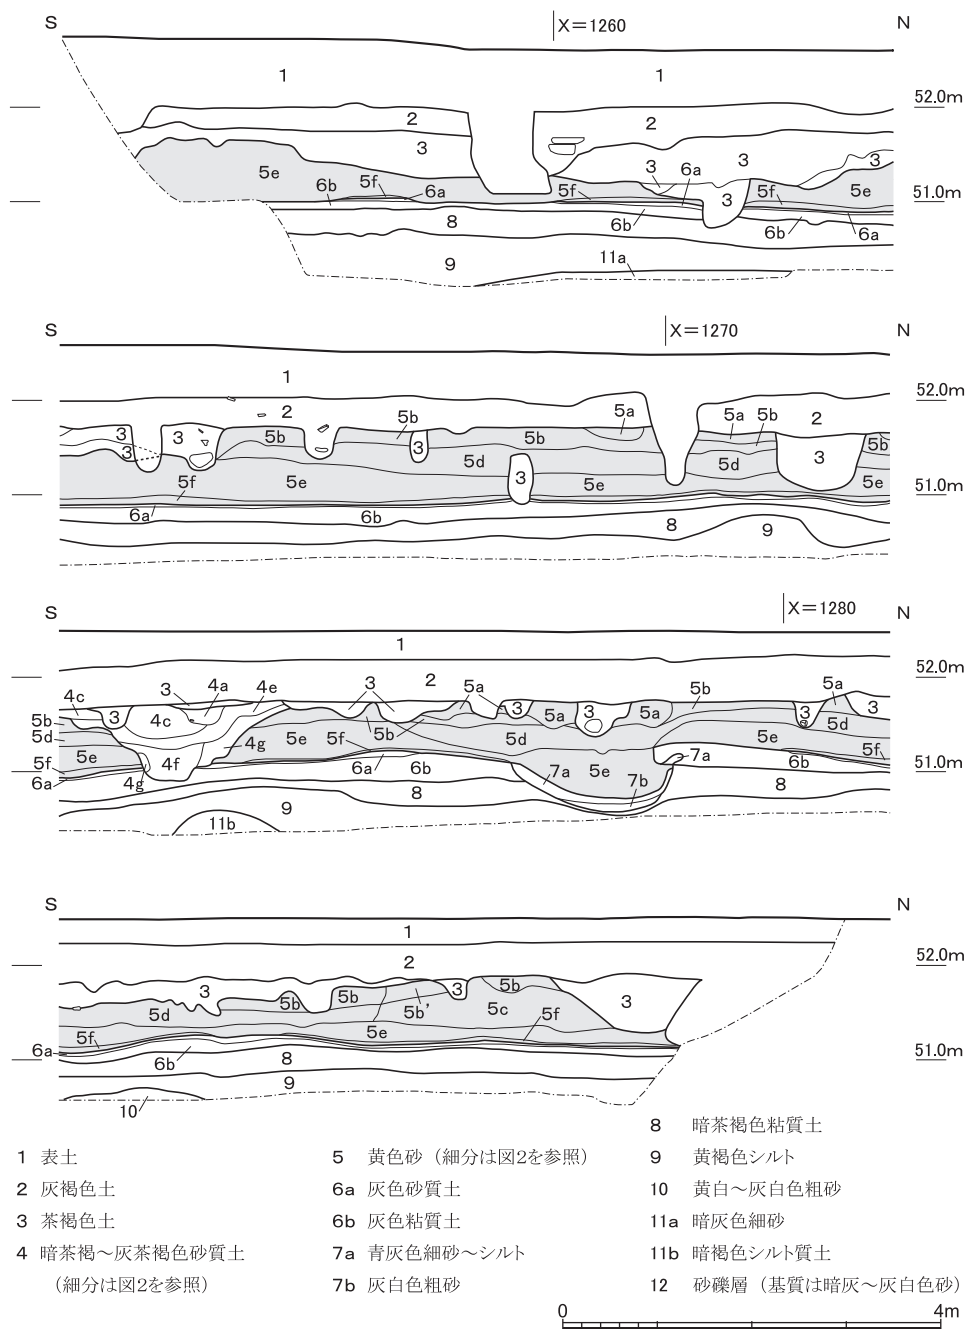 S X=1260 N
1 1
52.0m
2 2
3 3 3 3
5e 6b 5f 6a 5f 6a 3 5f 5e
51.0m
8 6b 6b 6a
9 11a
S X=1270 N
1
52.0m
2 5b 5a 5a 5b 2
3 3 5b 3 5b 5b
3 5d 5d 3
5f 5e 3 5e 5e
51.0m
6a 6b 8 9
S X=1280 N
1
52.0m
4c 3 4a 4e 3 2 5a 5b 5a
5b 3 4c 5b 3 5a 3 5a 3 5d 3
5d 5e 4g 5e 5f 5d 5e
5f 4f 6a 6b 7a 5e 7a 6b 5f
51.0m
6a 4g 7b
9 8 8
11b
S N
1
52.0m
2
3 5b 5b 3 5b 3
5d 5b' 5c
5f 5e 5f
6a 51.0m
6b 8
9
10
1 表土
2 灰褐色土
3 茶褐色土
4 暗茶褐〜灰茶褐色砂質土
(細分は図2を参照)
5 黄色砂 (細分は図2を参照)
6a 灰色砂質土
6b 灰色粘質土
7a 青灰色細砂〜シルト
7b 灰白色粗砂
8 暗茶褐色粘質土
9 黄褐色シルト
10 黄白〜灰白色粗砂
11a 暗灰色細砂
11b 暗褐色シルト質土
12 砂礫層 (基質は暗灰〜灰白色砂)
0 4m